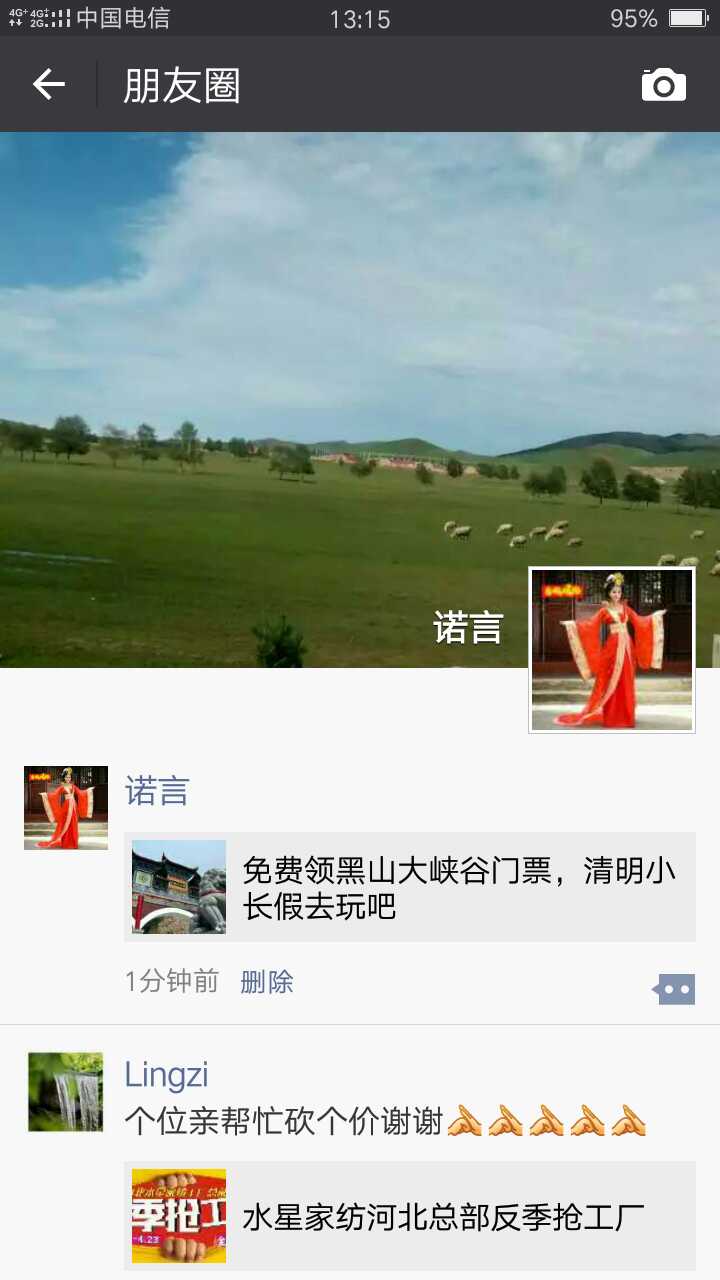 4G+ 4G+ 2G 中国电信 13:15 95%
朋友圈
诺言
诺言
免费领黑山大峡谷门票，清明小
长假去玩吧
1分钟前 删除
Lingzi
个位亲帮忙砍个价谢谢
季抢工
4.23
水星家纺河北总部反季抢工厂